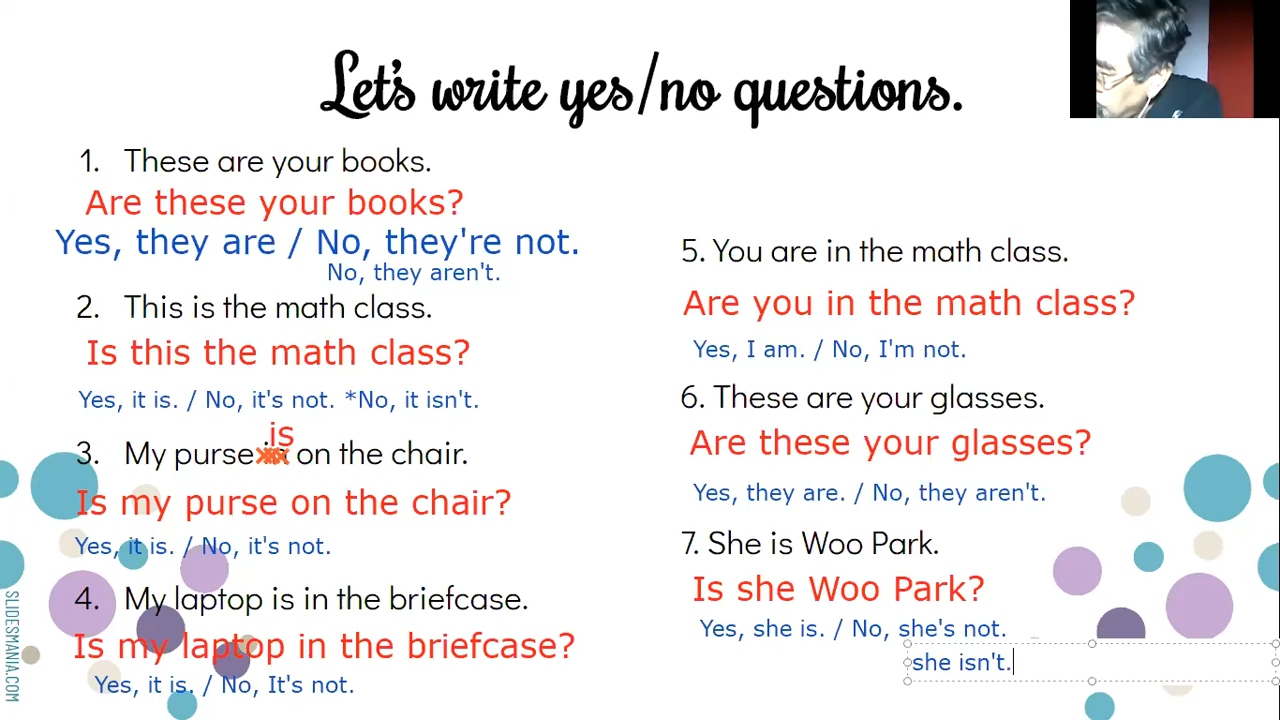 Let's write yes/no questions.
1. These are your books.
Are these your books?
Yes, they are / No, they're not.
No, they aren't.
2. This is the math class.
Is this the math class?
Yes, it is. / No, it's not. *No, it isn't.
is
3. My purse on the chair.
Is my purse on the chair?
Yes, it is. / No, it's not.
4. My laptop is in the briefcase.
Is my laptop in the briefcase?
Yes, it is. / No, It's not.
5. You are in the math class.
Are you in the math class?
Yes, I am. / No, I'm not.
6. These are your glasses.
Are these your glasses?
Yes, they are. / No, they aren't.
7. She is Woo Park.
Is she Woo Park?
Yes, she is. / No, she's not.
she isn't.
SLIDESMANIA.COM